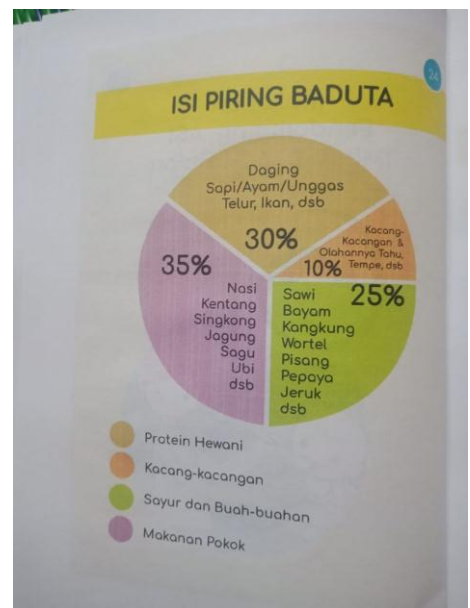 24
ISI PIRING BADUTA
Daging
Sapi/Ayam/Unggas
Telur, Ikan, dsb
30%
Kacang-
Kacangan &
Olahannya Tahu,
Tempe, dsb
10%
35%
Nasi
Kentang
Singkong
Jagung
Sagu
Ubi
dsb
25%
Sawi
Bayam
Kangkung
Wortel
Pisang
Pepaya
Jeruk
dsb
Protein Hewani
Kacang-kacangan
Sayur dan Buah-buahan
Makanan Pokok